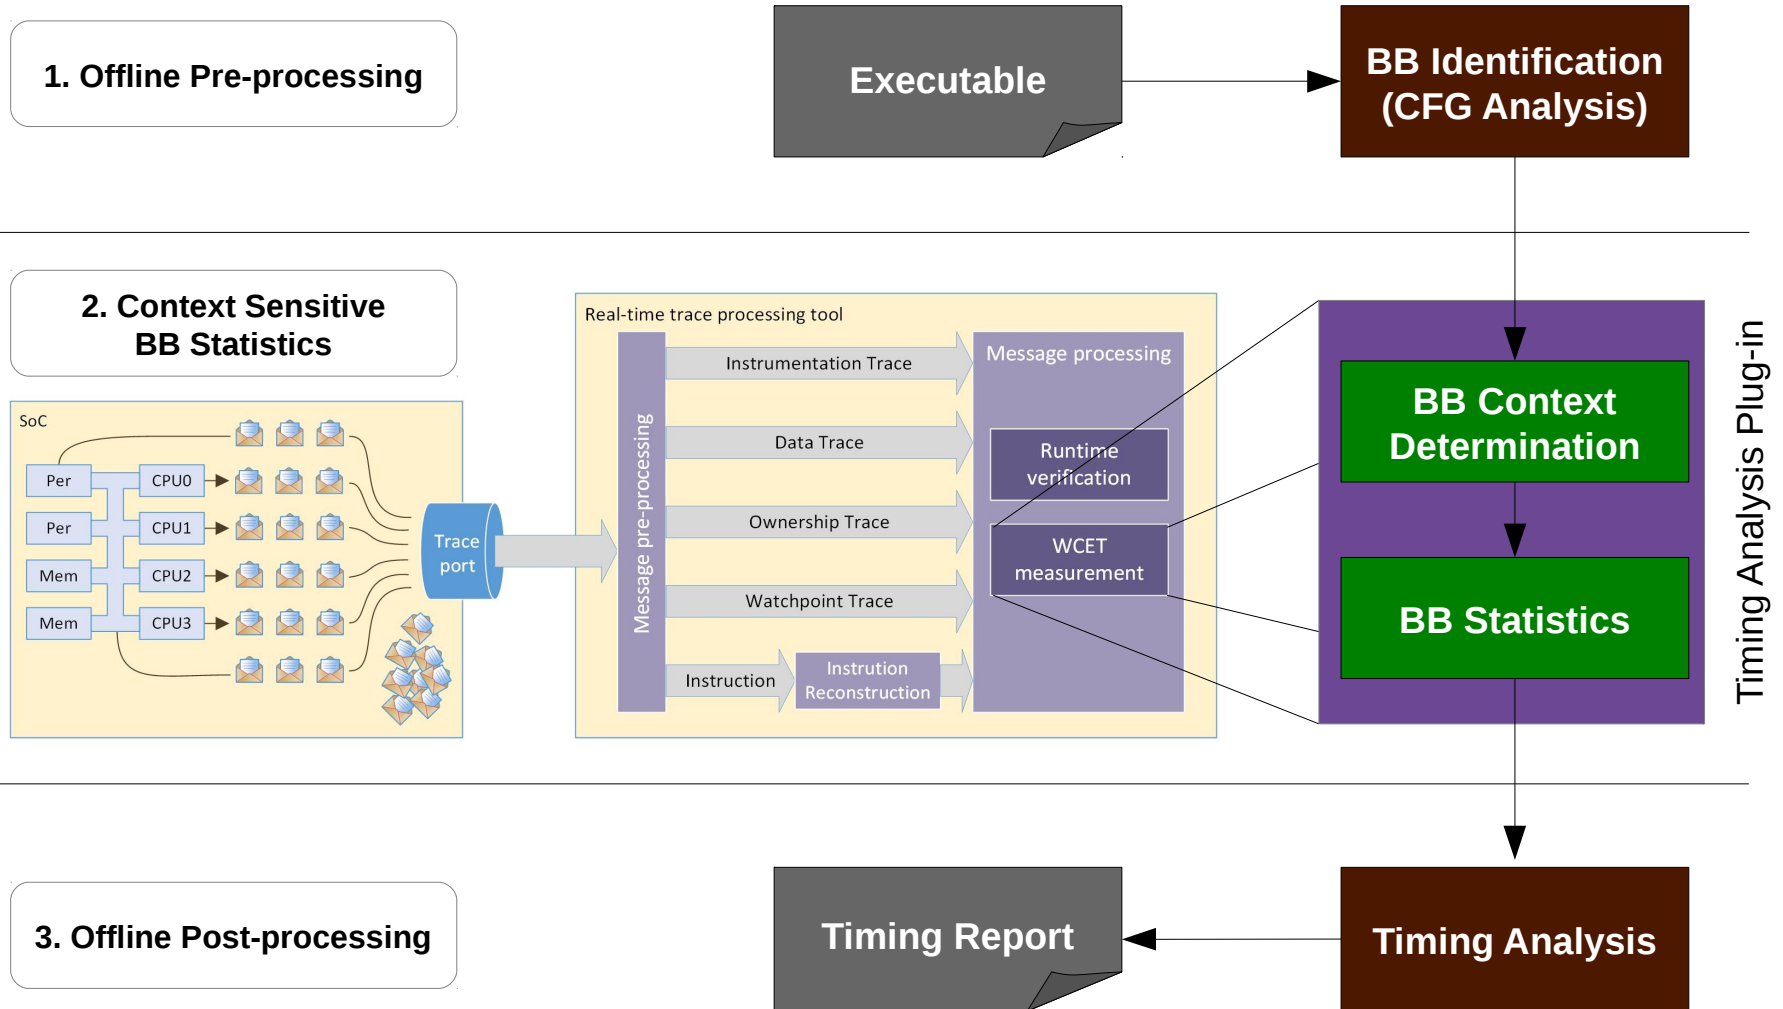 1. Offline Pre-processing
Executable
BB Identification
(CFG Analysis)
2. Context Sensitive
BB Statistics
SoC
Per
CPU0
Per
CPU1
Mem
CPU2
Mem
CPU3
Trace
port
Real-time trace processing tool
Message pre-processing
Instrumentation Trace
Data Trace
Ownership Trace
Watchpoint Trace
Instruction
Instrution
Reconstruction
Message processing
Runtime
verification
WCET
measurement
BB Context
Determination
BB Statistics
Timing Analysis Plug-in
3. Offline Post-processing
Timing Report
Timing Analysis